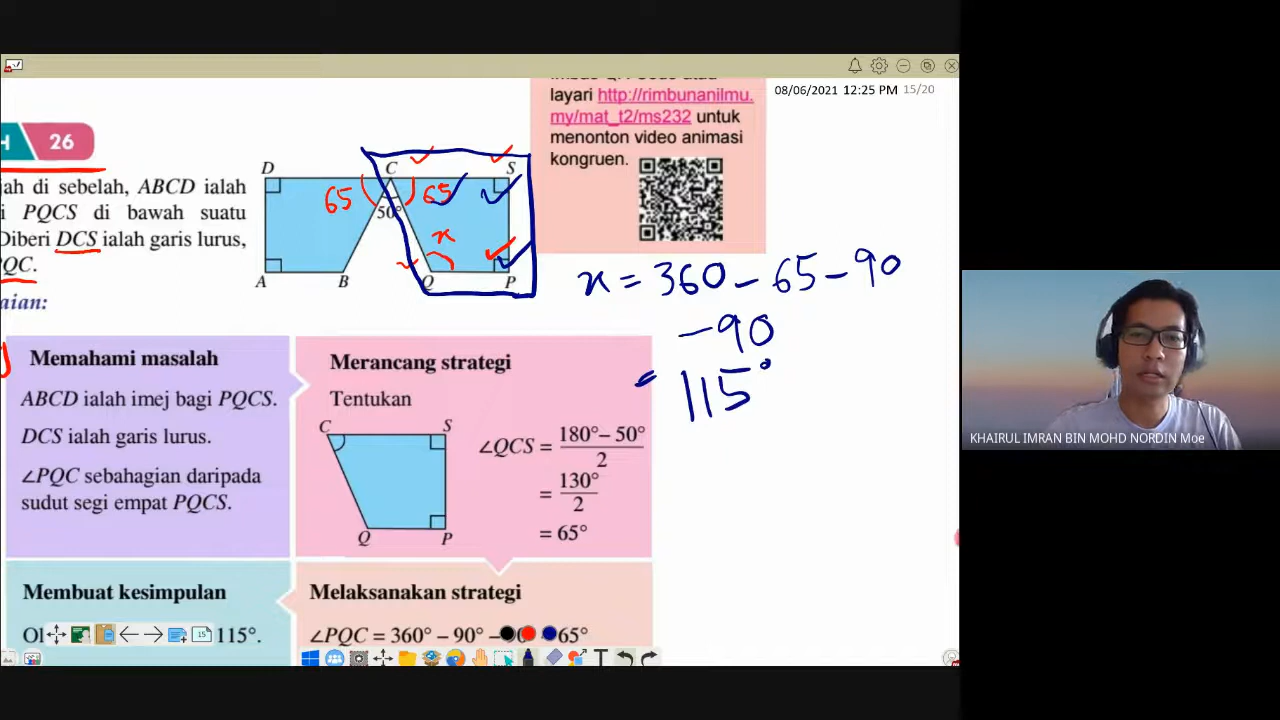 layari http://rimbunanilmu.
my/mat_t2/ms232 untuk
menonton video animasi
kongruen.
08/06/2021 12:25 PM 15/20
H 26
D C S
jah di sebelah, ABCD ialah
i PQCS di bawah suatu
Diberi DCS ialah garis lurus,
QC.
aian:
65 65
50°
x
A B Q P
x = 360 - 65 - 90
- 90
= 115°
Memahami masalah
ABCD ialah imej bagi PQCS.
DCS ialah garis lurus.
∠PQC sebahagian daripada
sudut segi empat PQCS.
Merancang strategi
Tentukan
C S
Q P
∠QCS = 180° – 50°
2
= 130°
2
= 65°
Membuat kesimpulan
Ol 115°.
Melaksanakan strategi
∠PQC = 360° – 90° – 65°
15
T
KHAIRUL IMRAN BIN MOHD NORDIN Moe